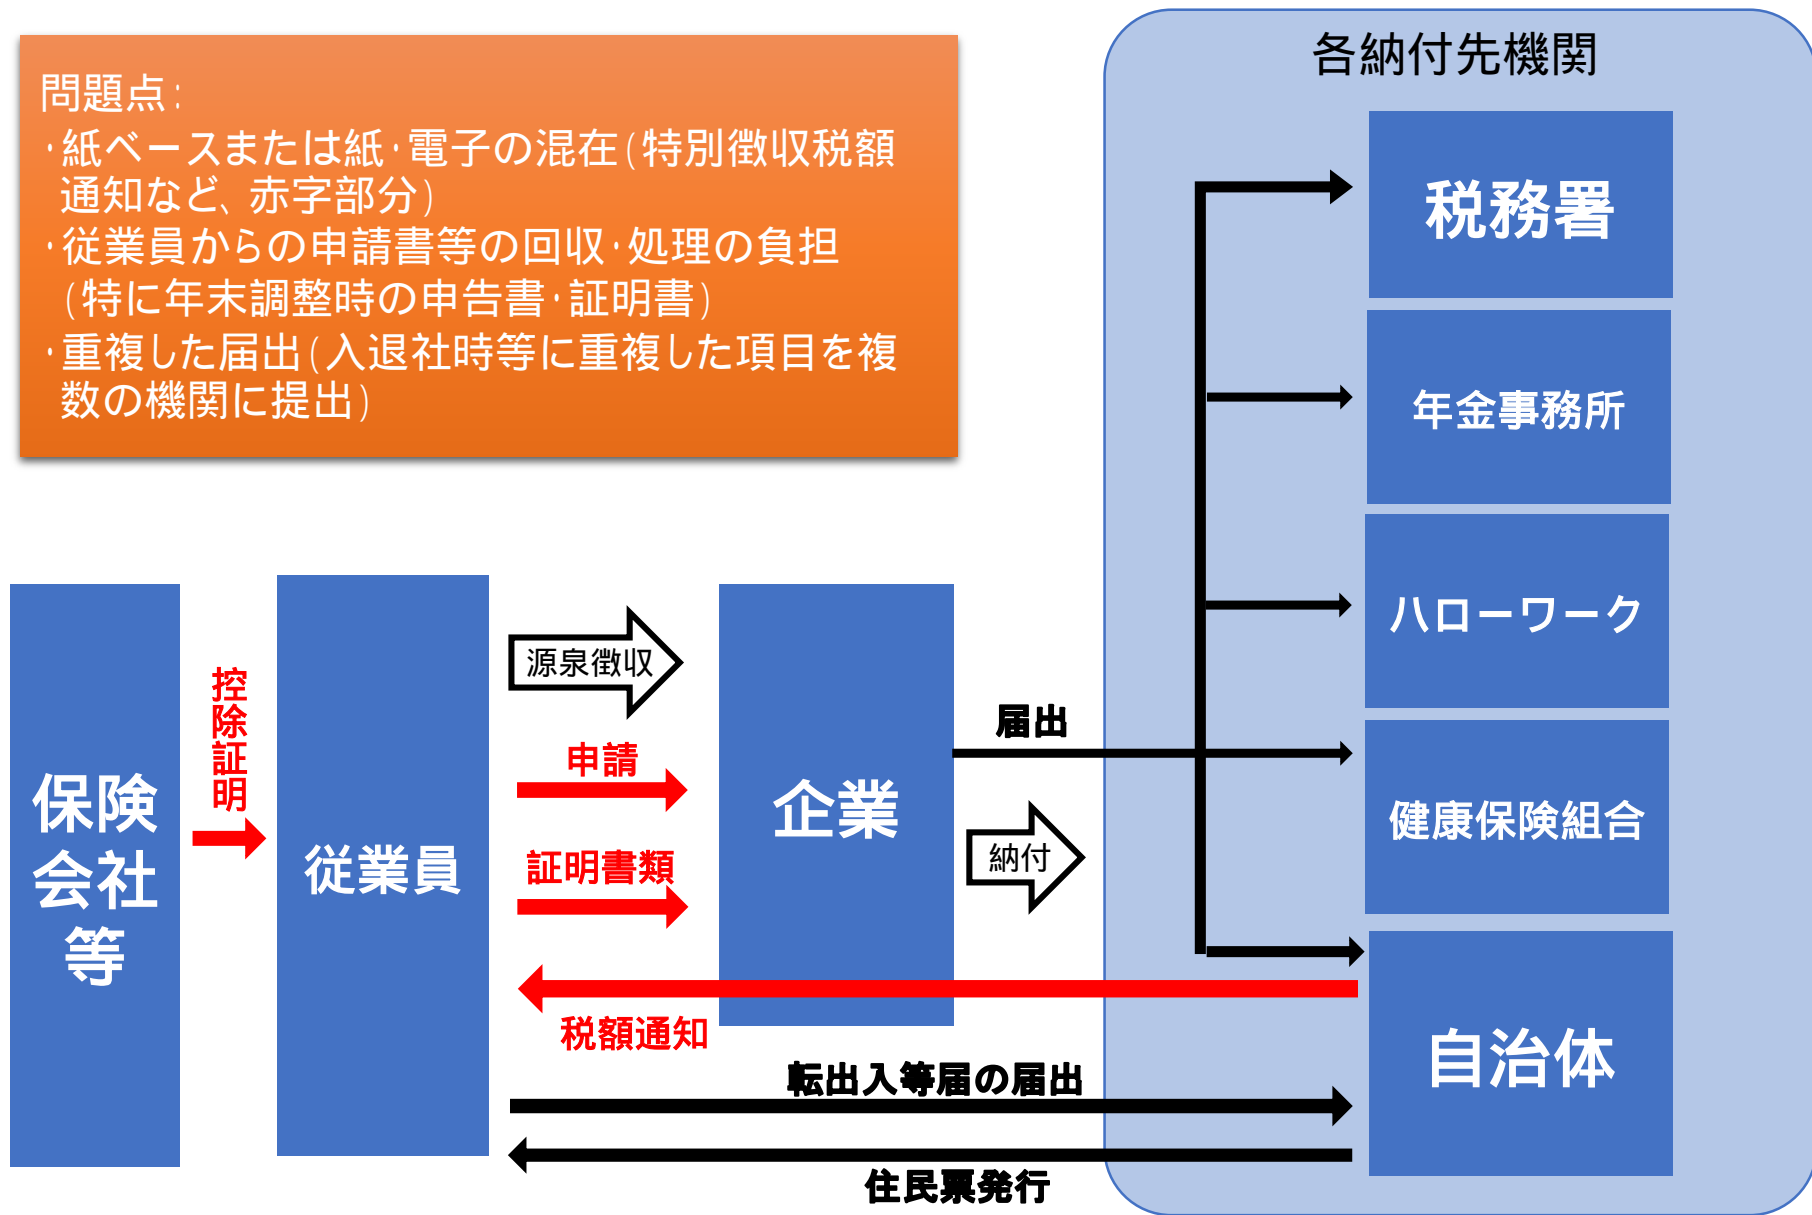 問題点：
・紙ベースまたは紙・電子の混在（特別徴収税額
通知など、赤字部分）
・従業員からの申請書等の回収・処理の負担
（特に年末調整時の申告書・証明書）
・重複した届出（入退社時等に重複した項目を複
数の機関に提出）
各納付先機関
税務署
年金事務所
ハローワーク
健康保険組合
自治体
保険
会社
等
控除証明
従業員
源泉徴収
申請
証明書類
企業
届出
納付
税額通知
転出入等届の届出
住民票発行